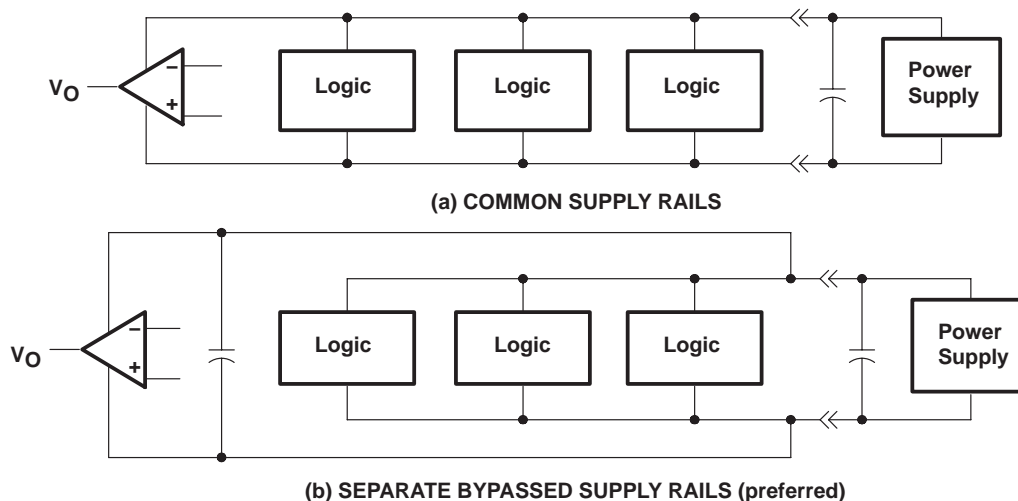 VO
−
+
Logic
Logic
Logic
Power
Supply
(a) COMMON SUPPLY RAILS
VO
−
+
Logic
Logic
Logic
Power
Supply
(b) SEPARATE BYPASSED SUPPLY RAILS (preferred)